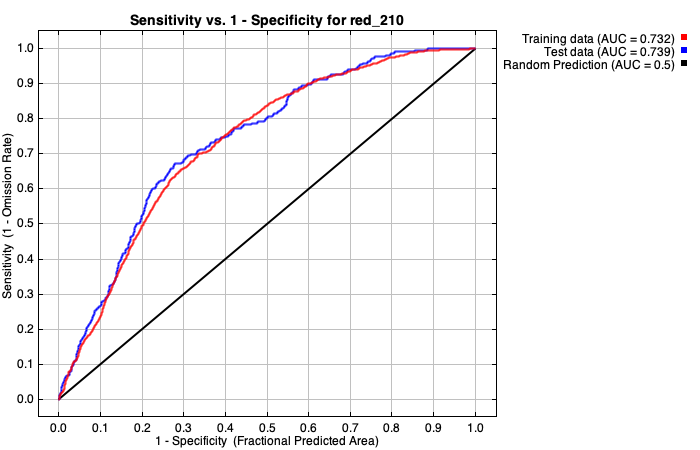 Sensitivity vs. 1 - Specificity for red_210
Training data (AUC = 0.732)
Test data (AUC = 0.739)
Random Prediction (AUC = 0.5)
Sensitivity (1 - Omission Rate)
1.0
0.9
0.8
0.7
0.6
0.5
0.4
0.3
0.2
0.1
0.0
0.0 0.1 0.2 0.3 0.4 0.5 0.6 0.7 0.8 0.9 1.0
1 - Specificity (Fractional Predicted Area)